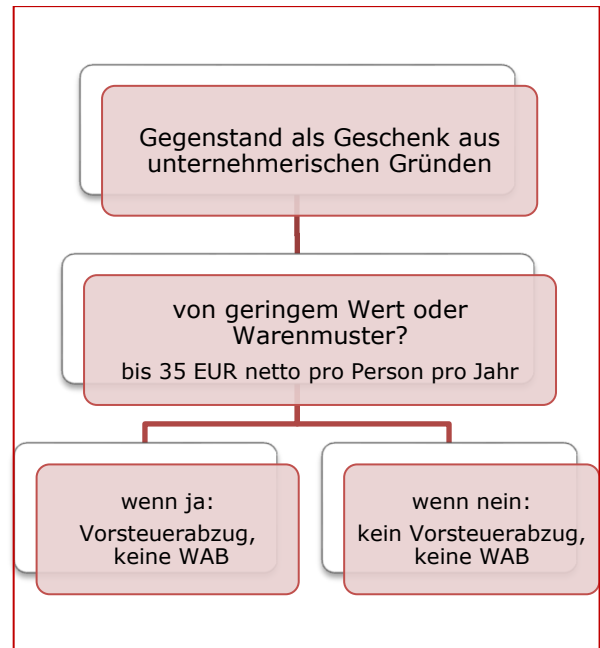 Gegenstand als Geschenk aus
unternehmerischen Gründen
von geringem Wert oder
Warenmuster?
bis 35 EUR netto pro Person pro Jahr
wenn ja:
Vorsteuerabzug,
keine WAB
wenn nein:
kein Vorsteuerabzug,
keine WAB